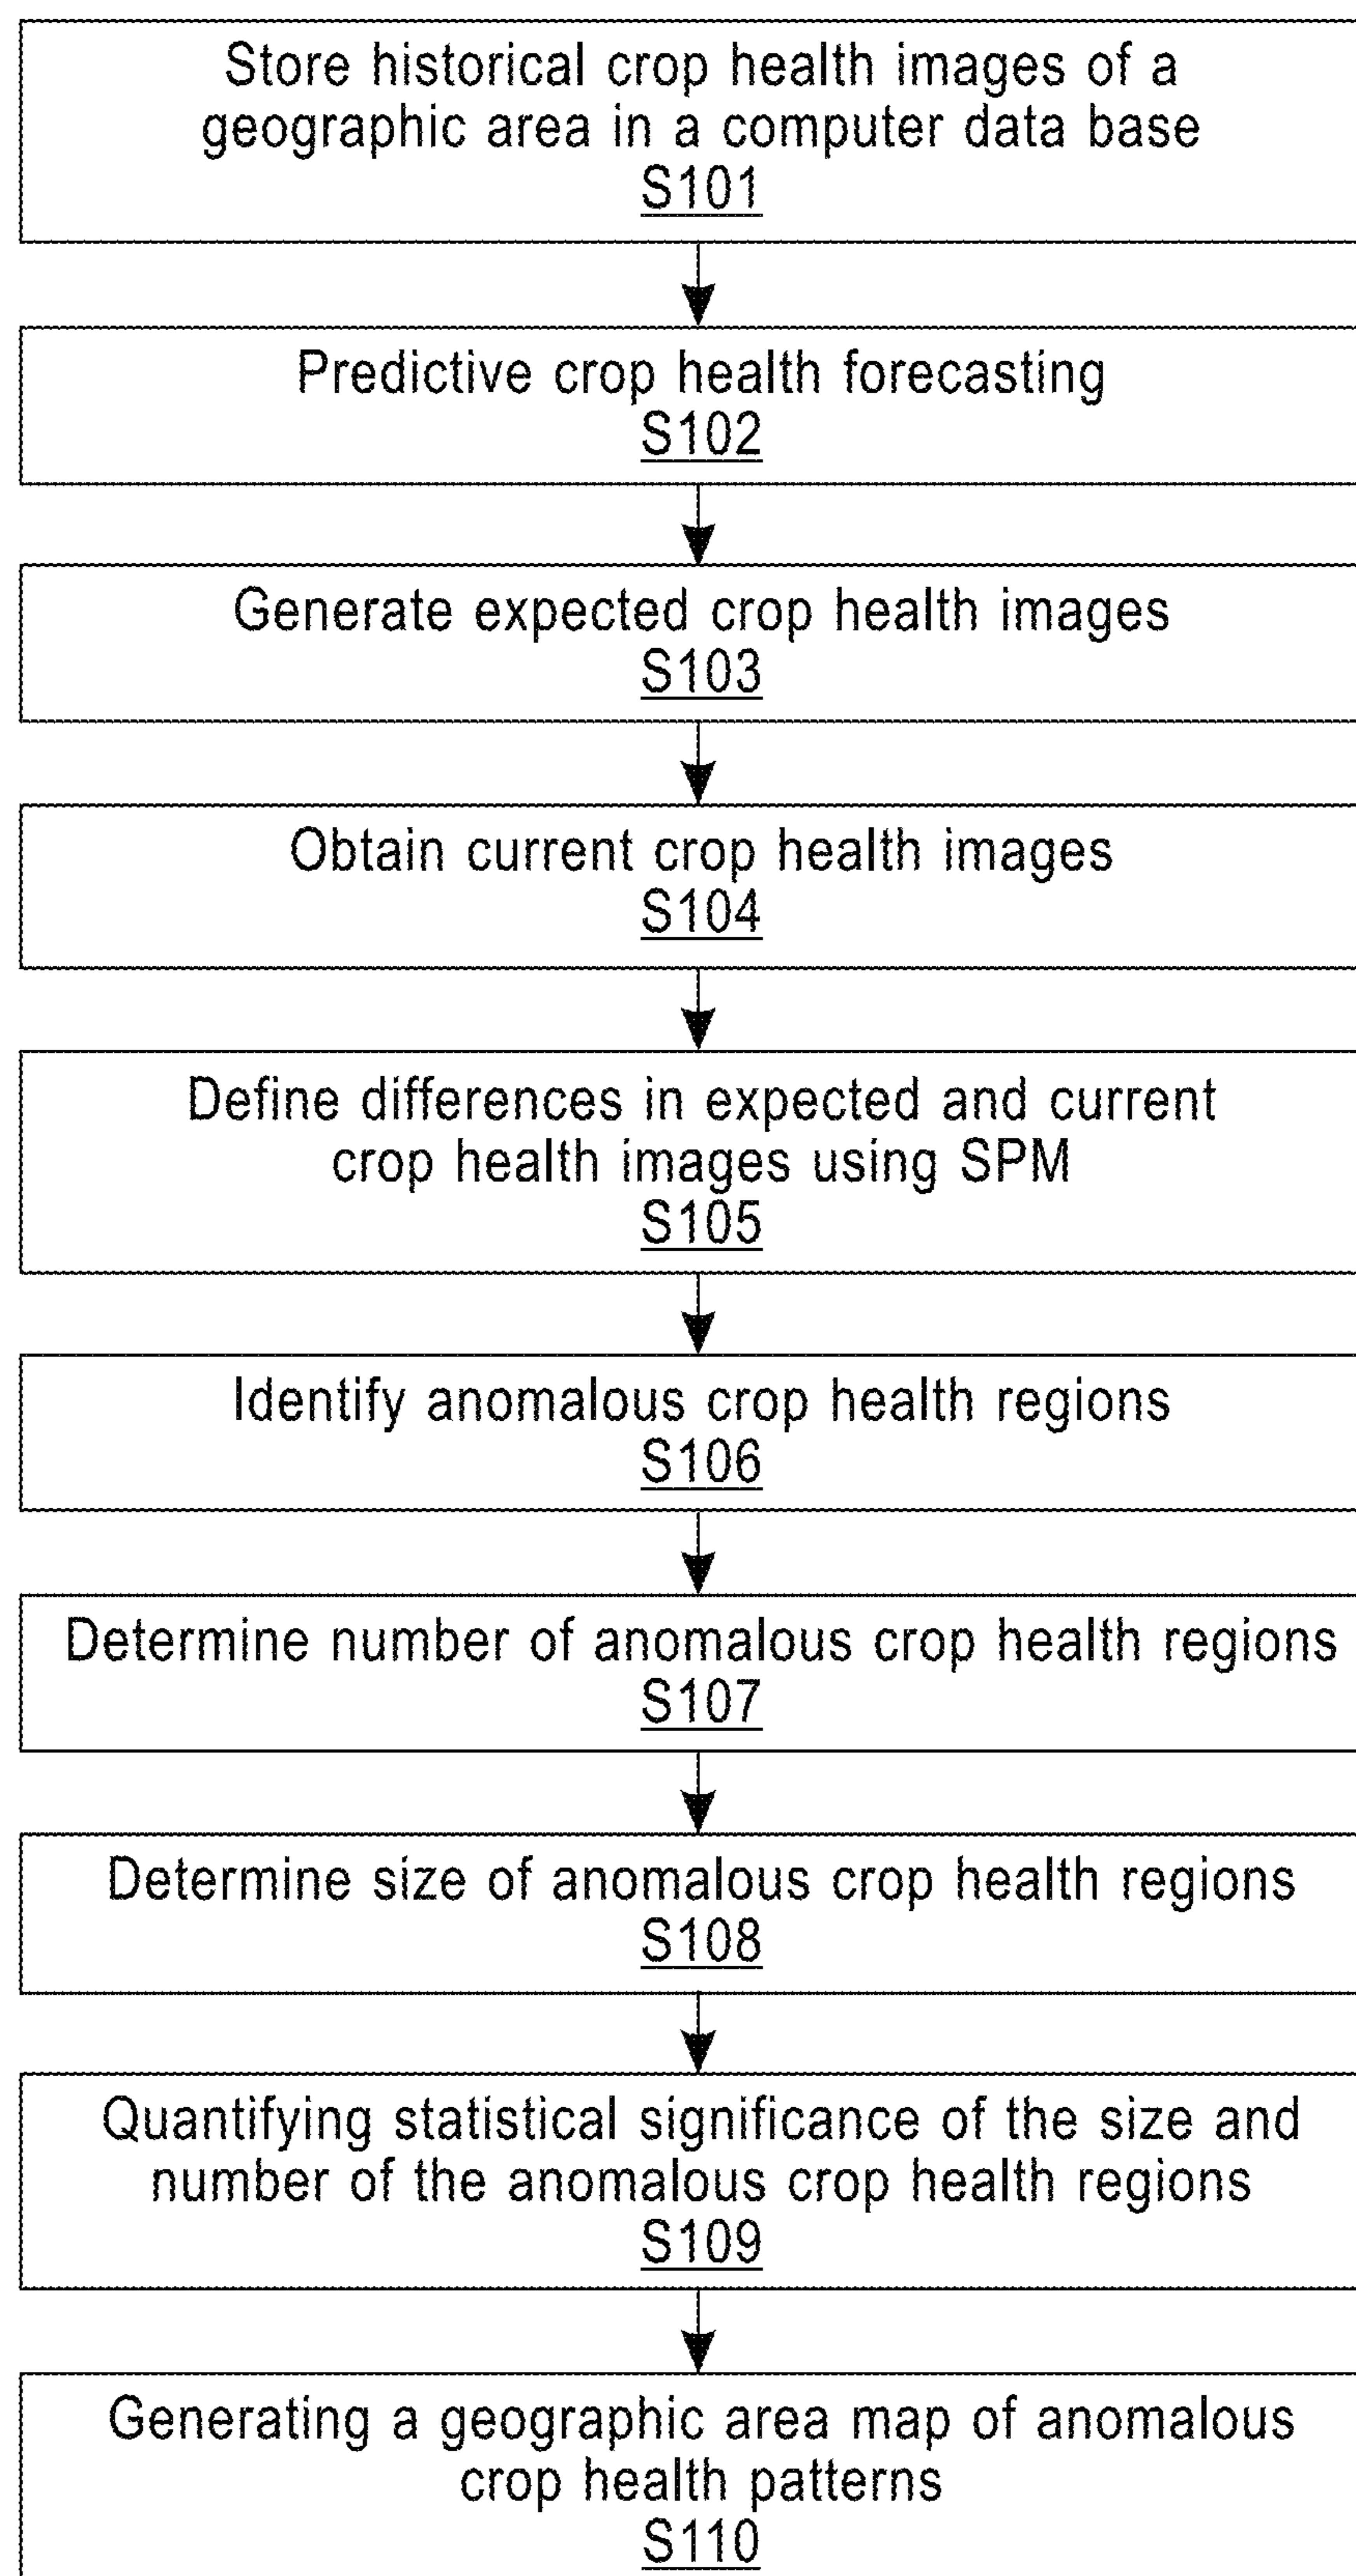 Store historical crop health images of a
geographic area in a computer data base
S101
Predictive crop health forecasting
S102
Generate expected crop health images
S103
Obtain current crop health images
S104
Define differences in expected and current
crop health images using SPM
S105
Identify anomalous crop health regions
S106
Determine number of anomalous crop health regions
S107
Determine size of anomalous crop health regions
S108
Quantifying statistical significance of the size and
number of the anomalous crop health regions
S109
Generating a geographic area map of anomalous
crop health patterns
S110